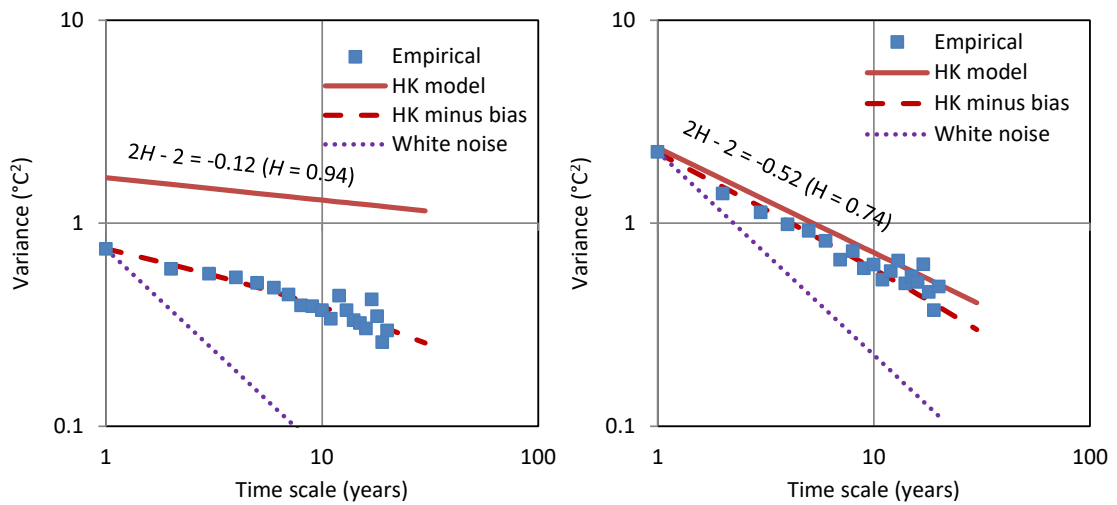 10
Empirical
HK model
HK minus bias
White noise
2H - 2 = -0.12 (H = 0.94)
1
Variance (°C²)
0.1
1
10
100
Time scale (years)
10
Empirical
HK model
HK minus bias
White noise
2H - 2 = -0.52 (H = 0.74)
1
Variance (°C²)
0.1
1
10
100
Time scale (years)